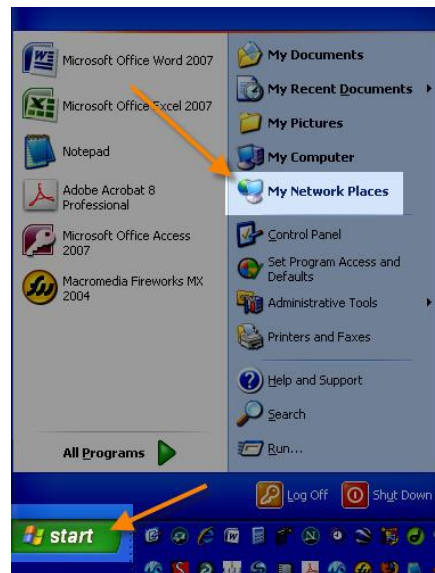 Microsoft Office Word 2007
Microsoft Office Excel 2007
Notepad
Adobe Acrobat 8
Professional
Microsoft Office Access
2007
Macromedia Fireworks MX
2004
All Programs
My Documents
My Recent Documents
My Pictures
My Computer
My Network Places
Control Panel
Set Program Access and
Defaults
Administrative Tools
Printers and Faxes
Help and Support
Search
Run...
Log Off
Shut Down
start